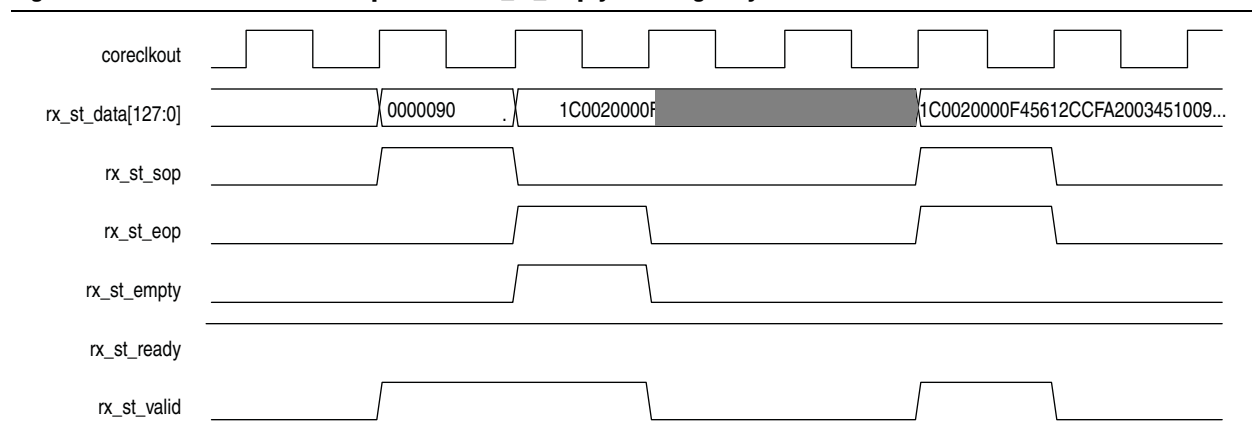 coreclkout
rx_st_data[127:0] 0000090 . 1C0020000F 1C0020000F45612CCFA2003451009...
rx_st_sop
rx_st_eop
rx_st_empty
rx_st_ready
rx_st_valid